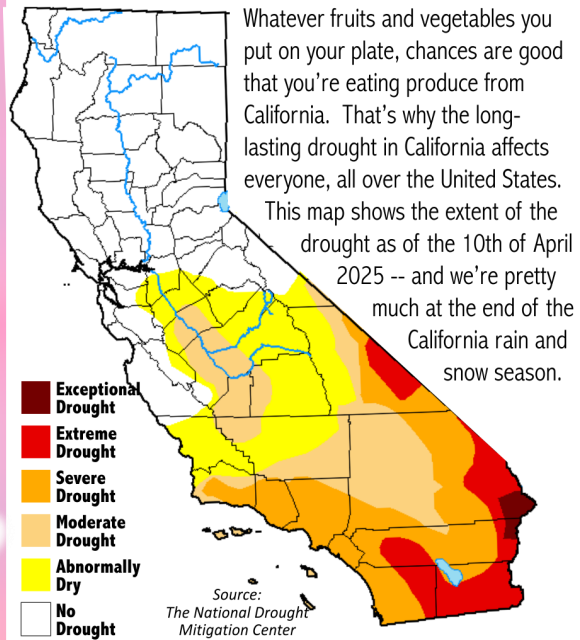 Whatever fruits and vegetables you
put on your plate, chances are good
that you're eating produce from
California.  That's why the long-
lasting drought in California affects
everyone, all over the United States.
This map shows the extent of the
drought as of the 10th of April
2025 -- and we're pretty
much at the end of the
California rain and
snow season.
Exceptional
Drought
Extreme
Drought
Severe
Drought
Moderate
Drought
Abnormally
Dry
No
Drought
Source:
The National Drought
Mitigation Center